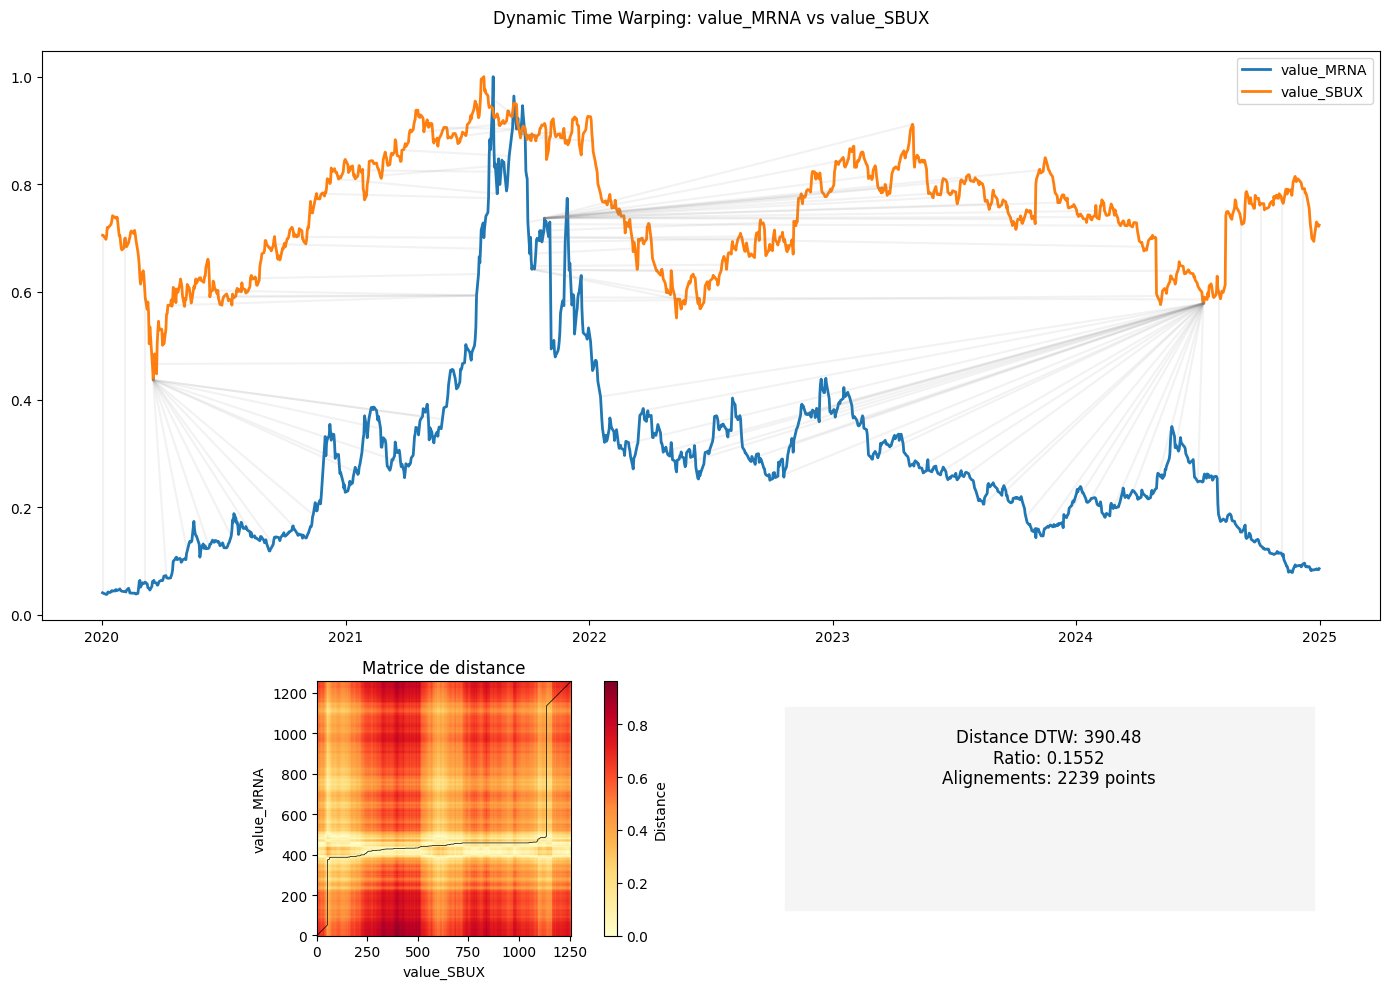 Dynamic Time Warping: value_MRNA vs value_SBUX
value_MRNA
value_SBUX
1.0
0.8
0.6
0.4
0.2
0.0
2020 2021 2022 2023 2024 2025
Matrice de distance
value_MRNA
1200
1000
800
600
400
200
0
0 250 500 750 1000 1250
value_SBUX
0.8
0.6
0.4
0.2
0.0
Distance
Distance DTW: 390.48
Ratio: 0.1552
Alignements: 2239 points